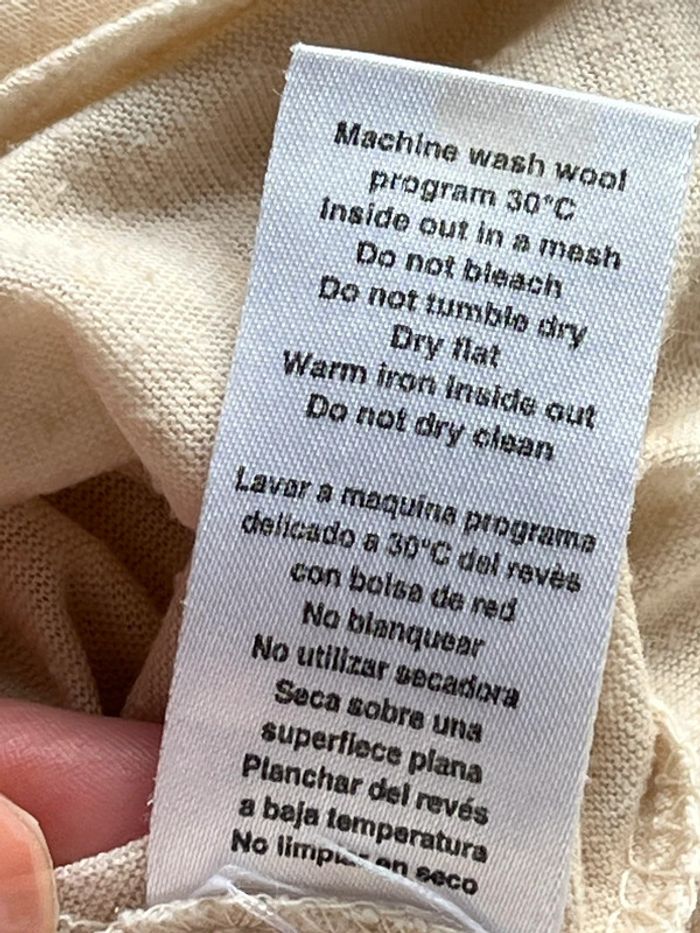 Machine wash wool
program 30°C
Inside out in a mesh
Do not bleach
Do not tumble dry
Dry flat
Warm iron inside out
Do not dry clean
Lavar a maquina programa
delicado a 30°C del revès
con bolsa de red
No blanquear
No utilizar secadora
Seca sobre una
superfiece plana
Planchar del revés
a baja temperatura
No limpiar en seco